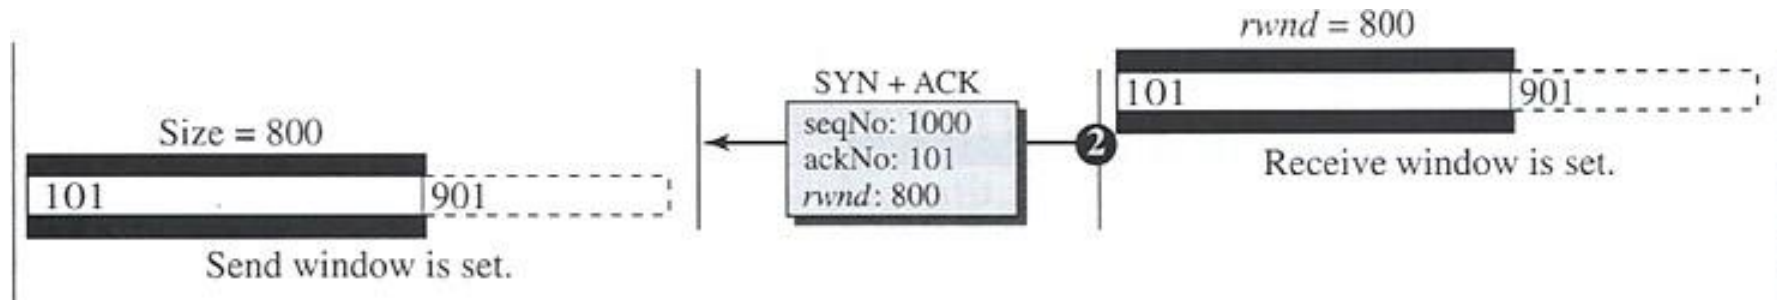 Size = 800
101 901
Send window is set.
SYN + ACK
seqNo: 1000
ackNo: 101
rwnd: 800
2
rwnd = 800
101 901
Receive window is set.